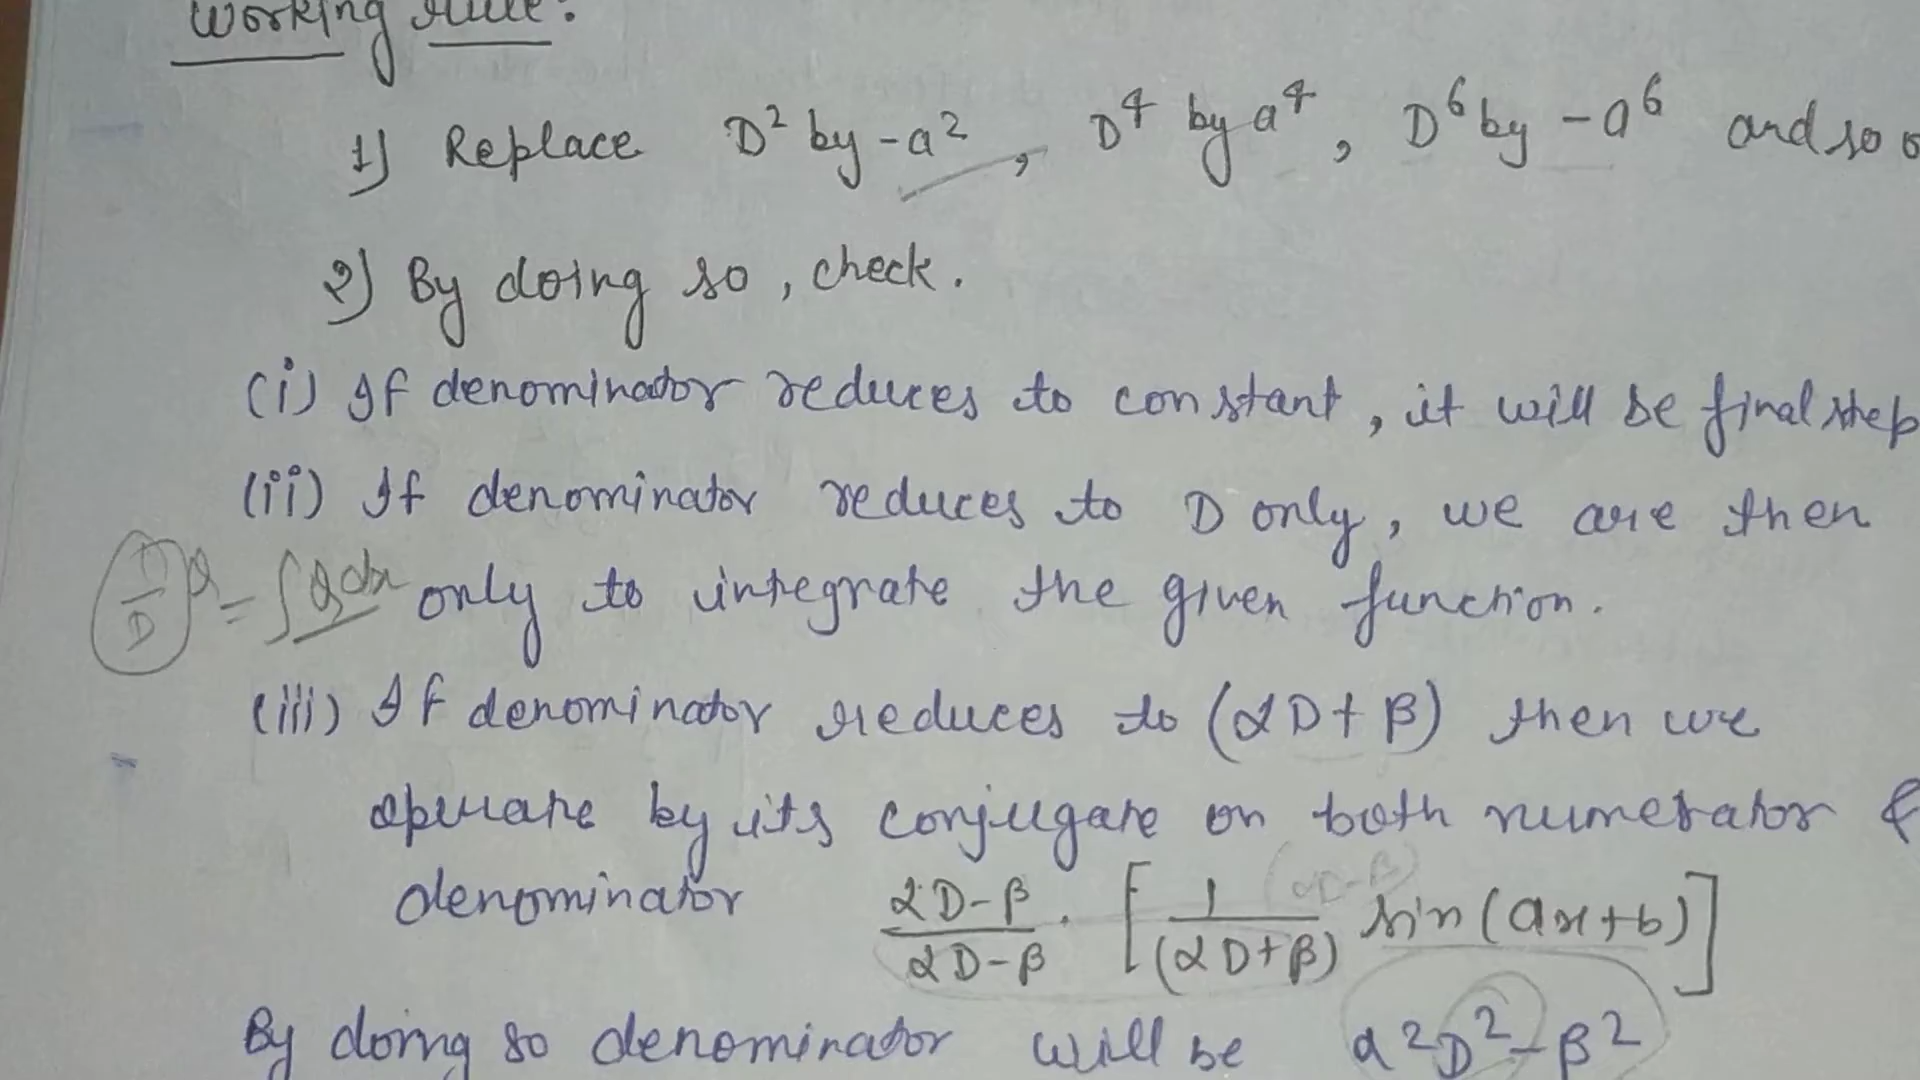 Working rule:
1) Replace D² by -a², D⁴ by a⁴, D⁶ by -a⁶ and so
2) By doing so, check.
(i) If denominator reduces to constant, it will be final step
(ii) If denominator reduces to D only, we are then
1/D Q = ∫Q dx only to integrate the given function.
(iii) If denominator reduces to (αD+β) then we
operate by its conjugate on both numerator &
denominator (αD-β)/(αD-β) · [1/(αD+β) (αD-β) sin(ax+b)]
By doing so denominator will be α²D²-β²